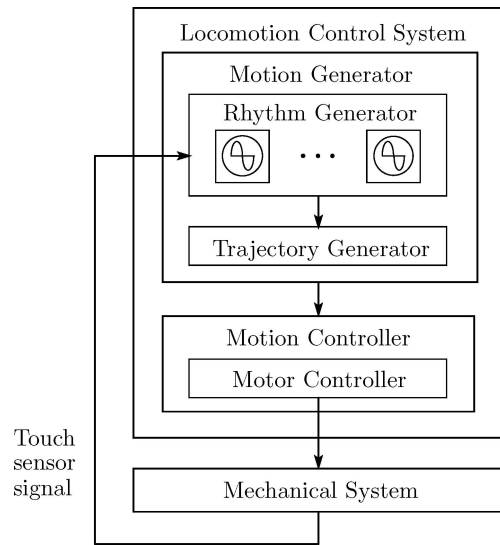 Locomotion Control System
Motion Generator
Rhythm Generator
Trajectory Generator
Motion Controller
Motor Controller
Touch
sensor
signal
Mechanical System